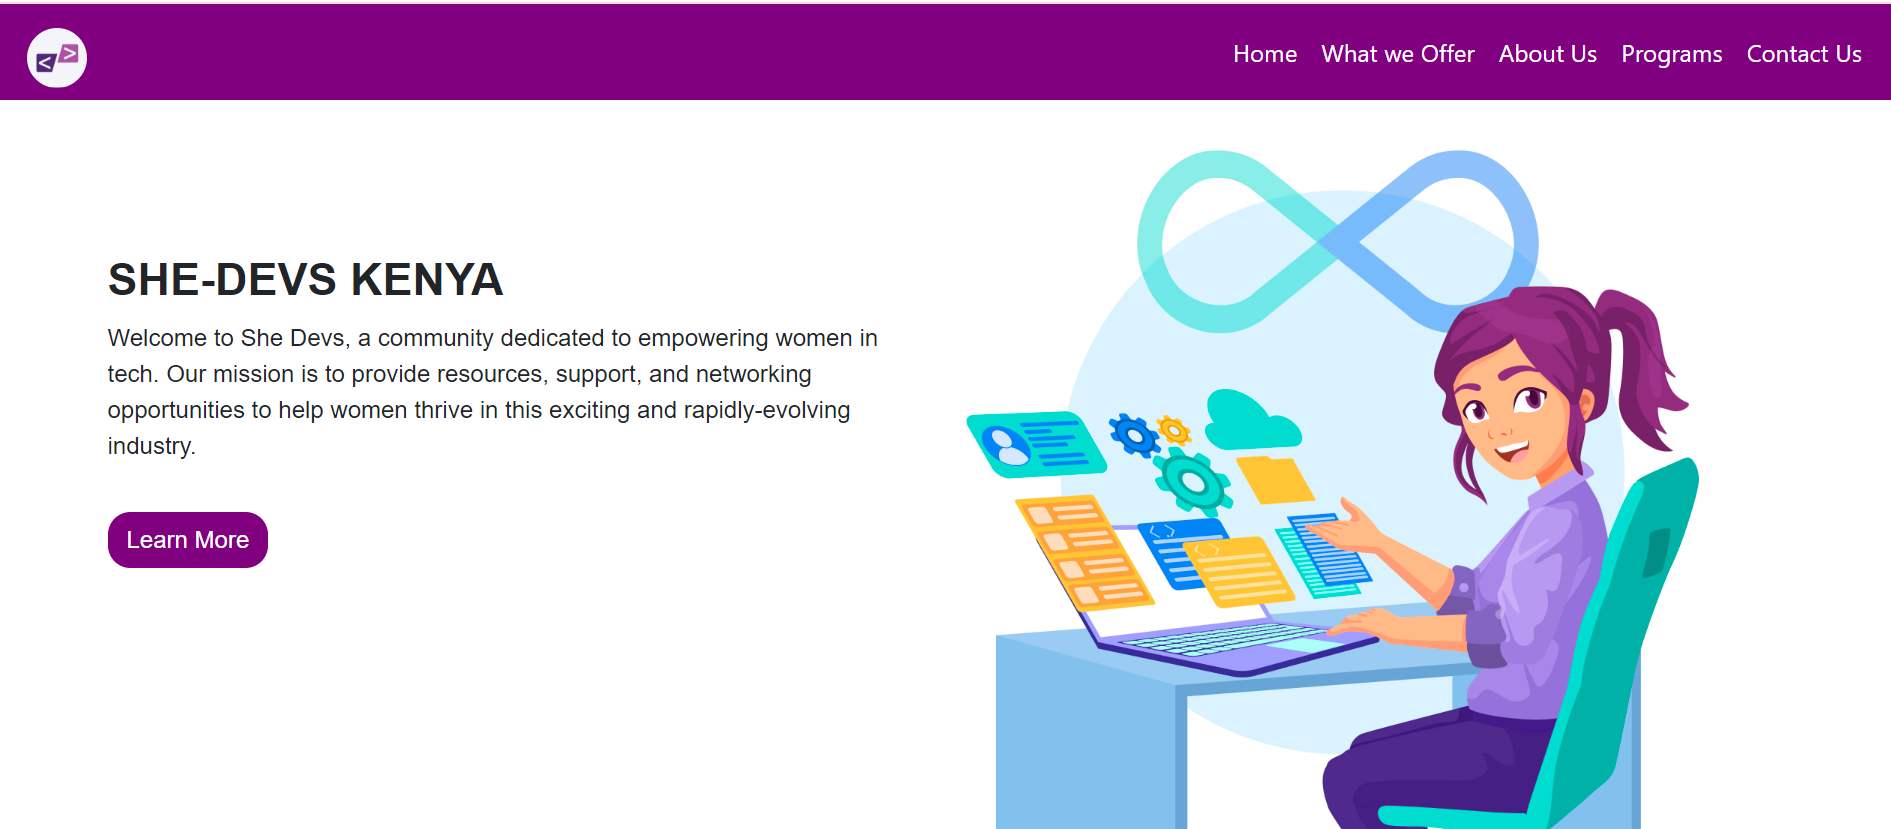 Home What we Offer About Us Programs Contact Us
SHE-DEVS KENYA
Welcome to She Devs, a community dedicated to empowering women in
tech. Our mission is to provide resources, support, and networking
opportunities to help women thrive in this exciting and rapidly-evolving
industry.
Learn More